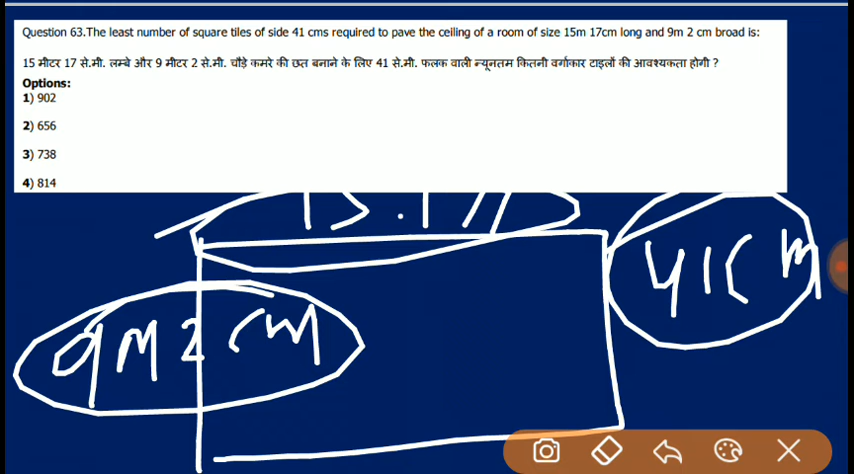 Question 63.The least number of square tiles of side 41 cms required to pave the ceiling of a room of size 15m 17cm long and 9m 2 cm broad is:
15 मीटर 17 से.मी. लम्बे और 9 मीटर 2 से.मी. चौड़े कमरे की छत बनाने के लिए 41 से.मी. फलक वाली न्यूनतम कितनी वर्गाकार टाइलों की आवश्यकता होगी ?
Options:
1) 902
2) 656
3) 738
4) 814
15.17
41cm
9m2cm